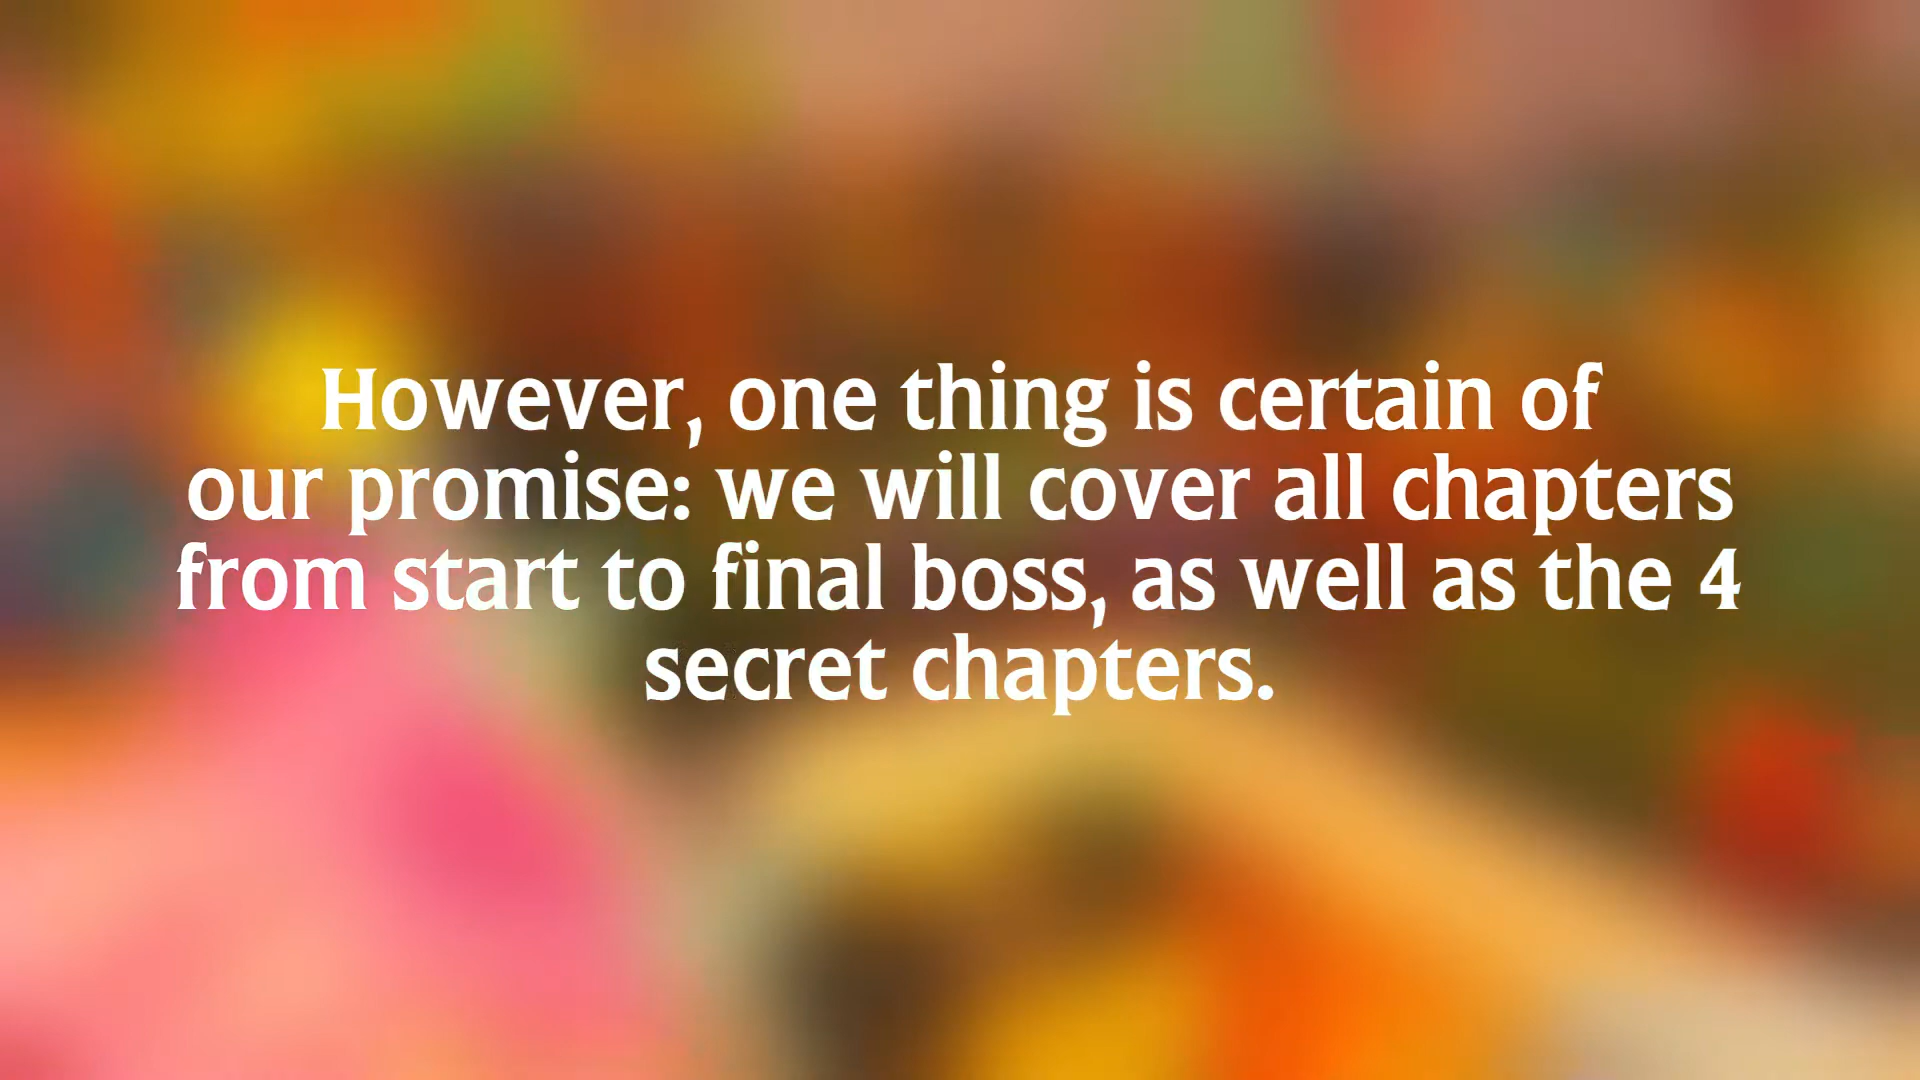 However, one thing is certain of
our promise: we will cover all chapters
from start to final boss, as well as the 4
secret chapters.